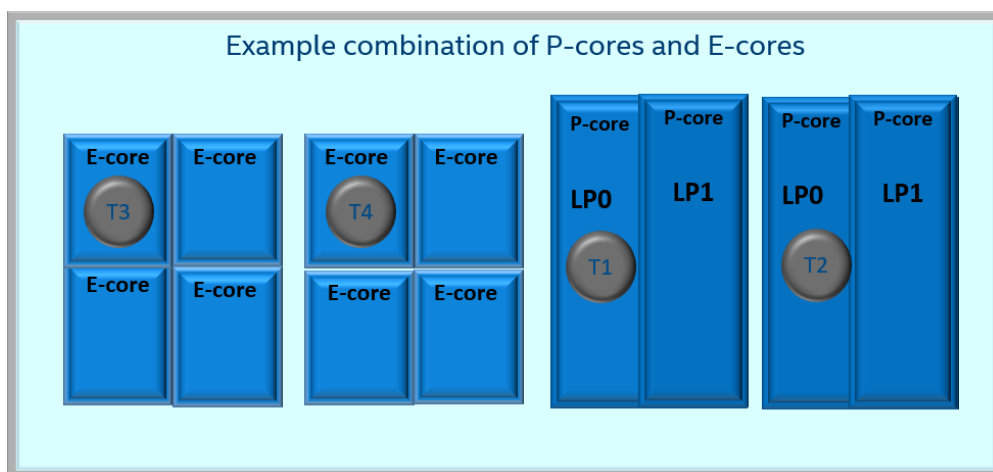 Example combination of P-cores and E-cores
E-core E-core E-core E-core P-core P-core P-core P-core
LP0 LP1 LP0 LP1
T3 T4
T1 T2
E-core E-core E-core E-core